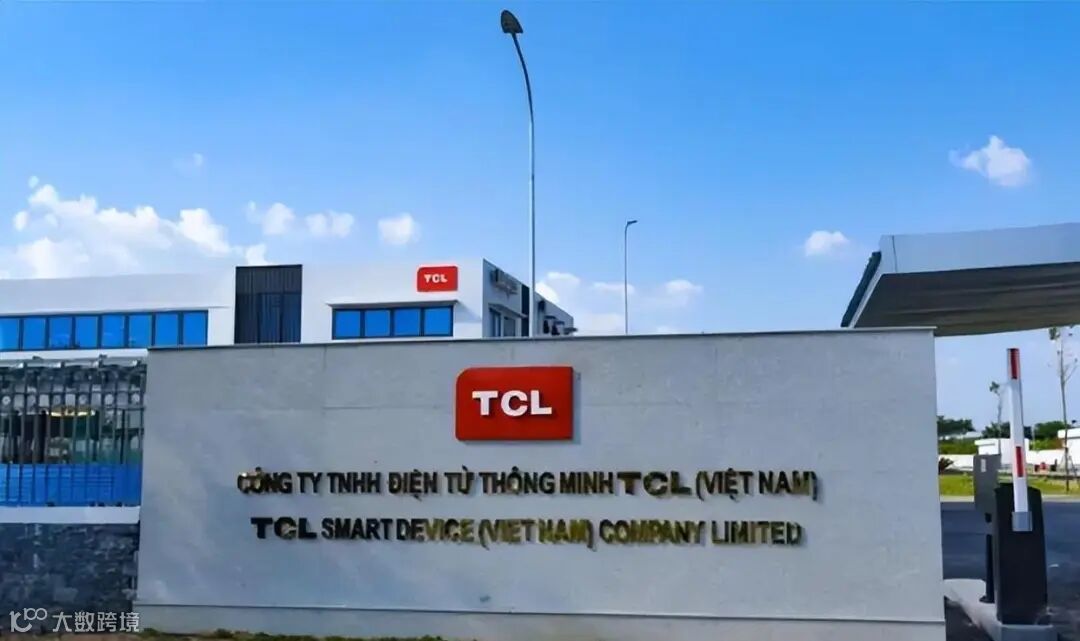 TCL
TCL
CÔNG TY TNHH ĐIỆN TỬ THÔNG MINH TCL (VIỆT NAM)
TCL SMART DEVICE (VIET NAM) COMPANY LIMITED
大数跨境